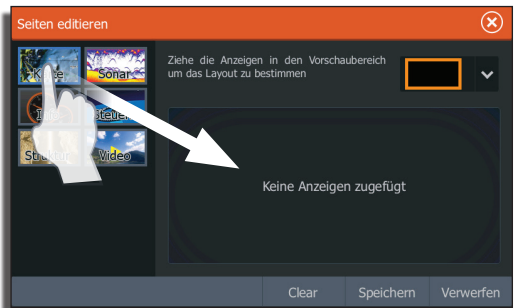 Seiten editieren
Ziehe die Anzeigen in den Vorschaubereich
um das Layout zu bestimmen
Sonar
Video
Keine Anzeigen zugefügt
Clear
Speichern
Verwerfen